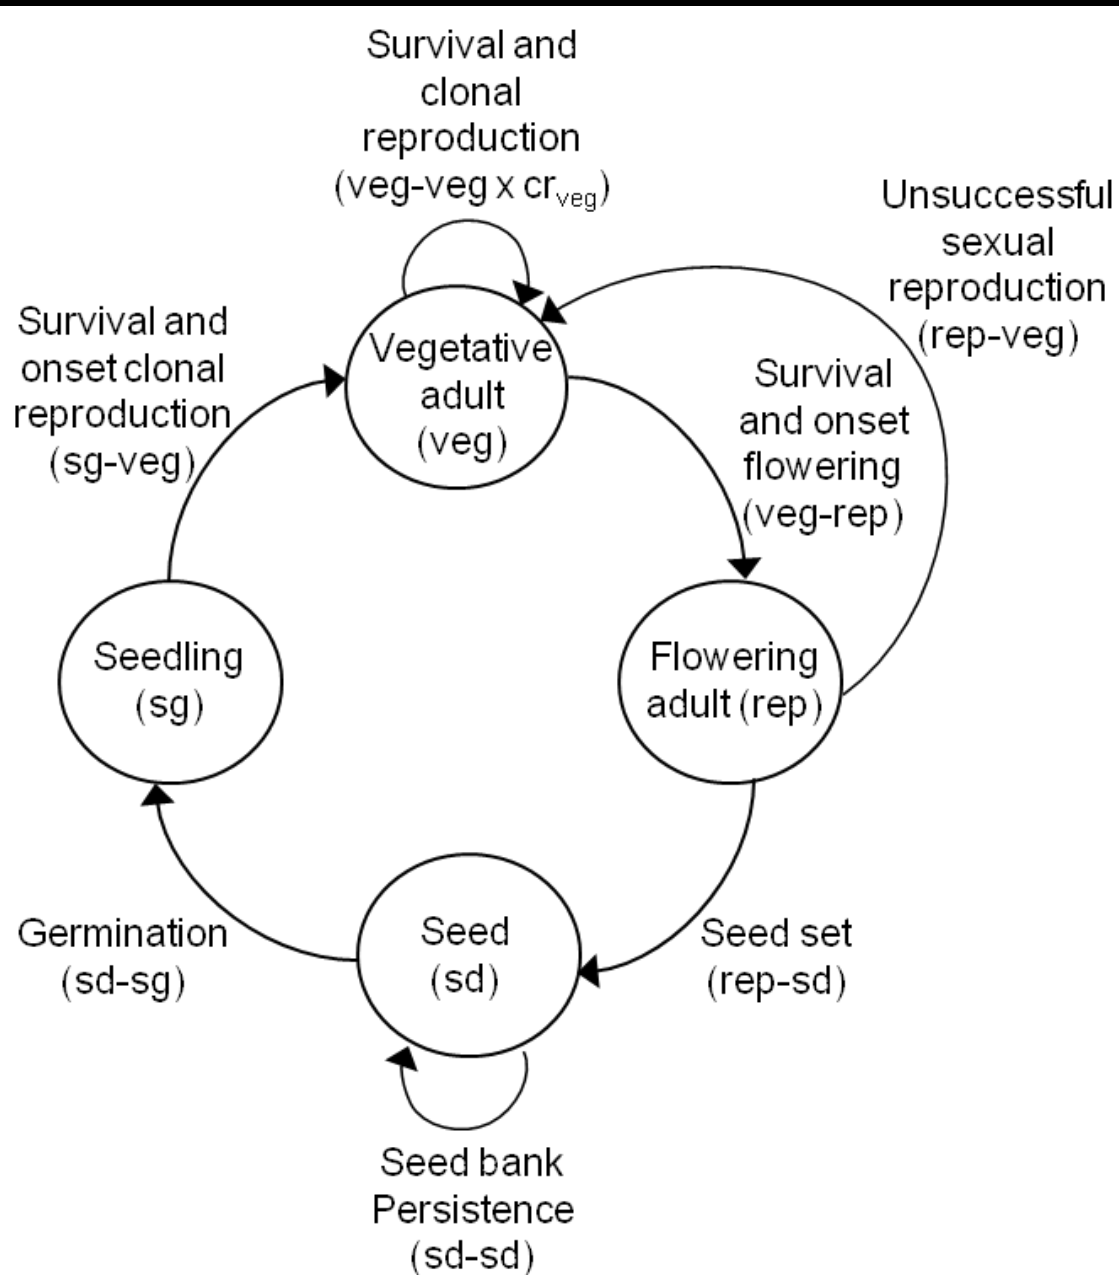 Survival and
clonal
reproduction
(veg-veg x crveg)
Unsuccessful
sexual
reproduction
(rep-veg)
Survival and
onset clonal
reproduction
(sg-veg)
Vegetative
adult
(veg)
Survival
and onset
flowering
(veg-rep)
Seedling
(sg)
Flowering
adult (rep)
Germination
(sd-sg)
Seed
(sd)
Seed set
(rep-sd)
Seed bank
Persistence
(sd-sd)